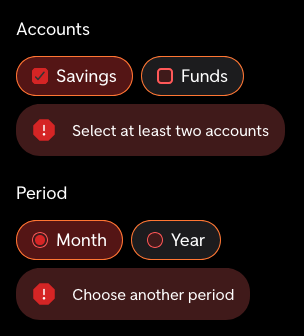 Accounts
Savings
Funds
Select at least two accounts
Period
Month
Year
Choose another period